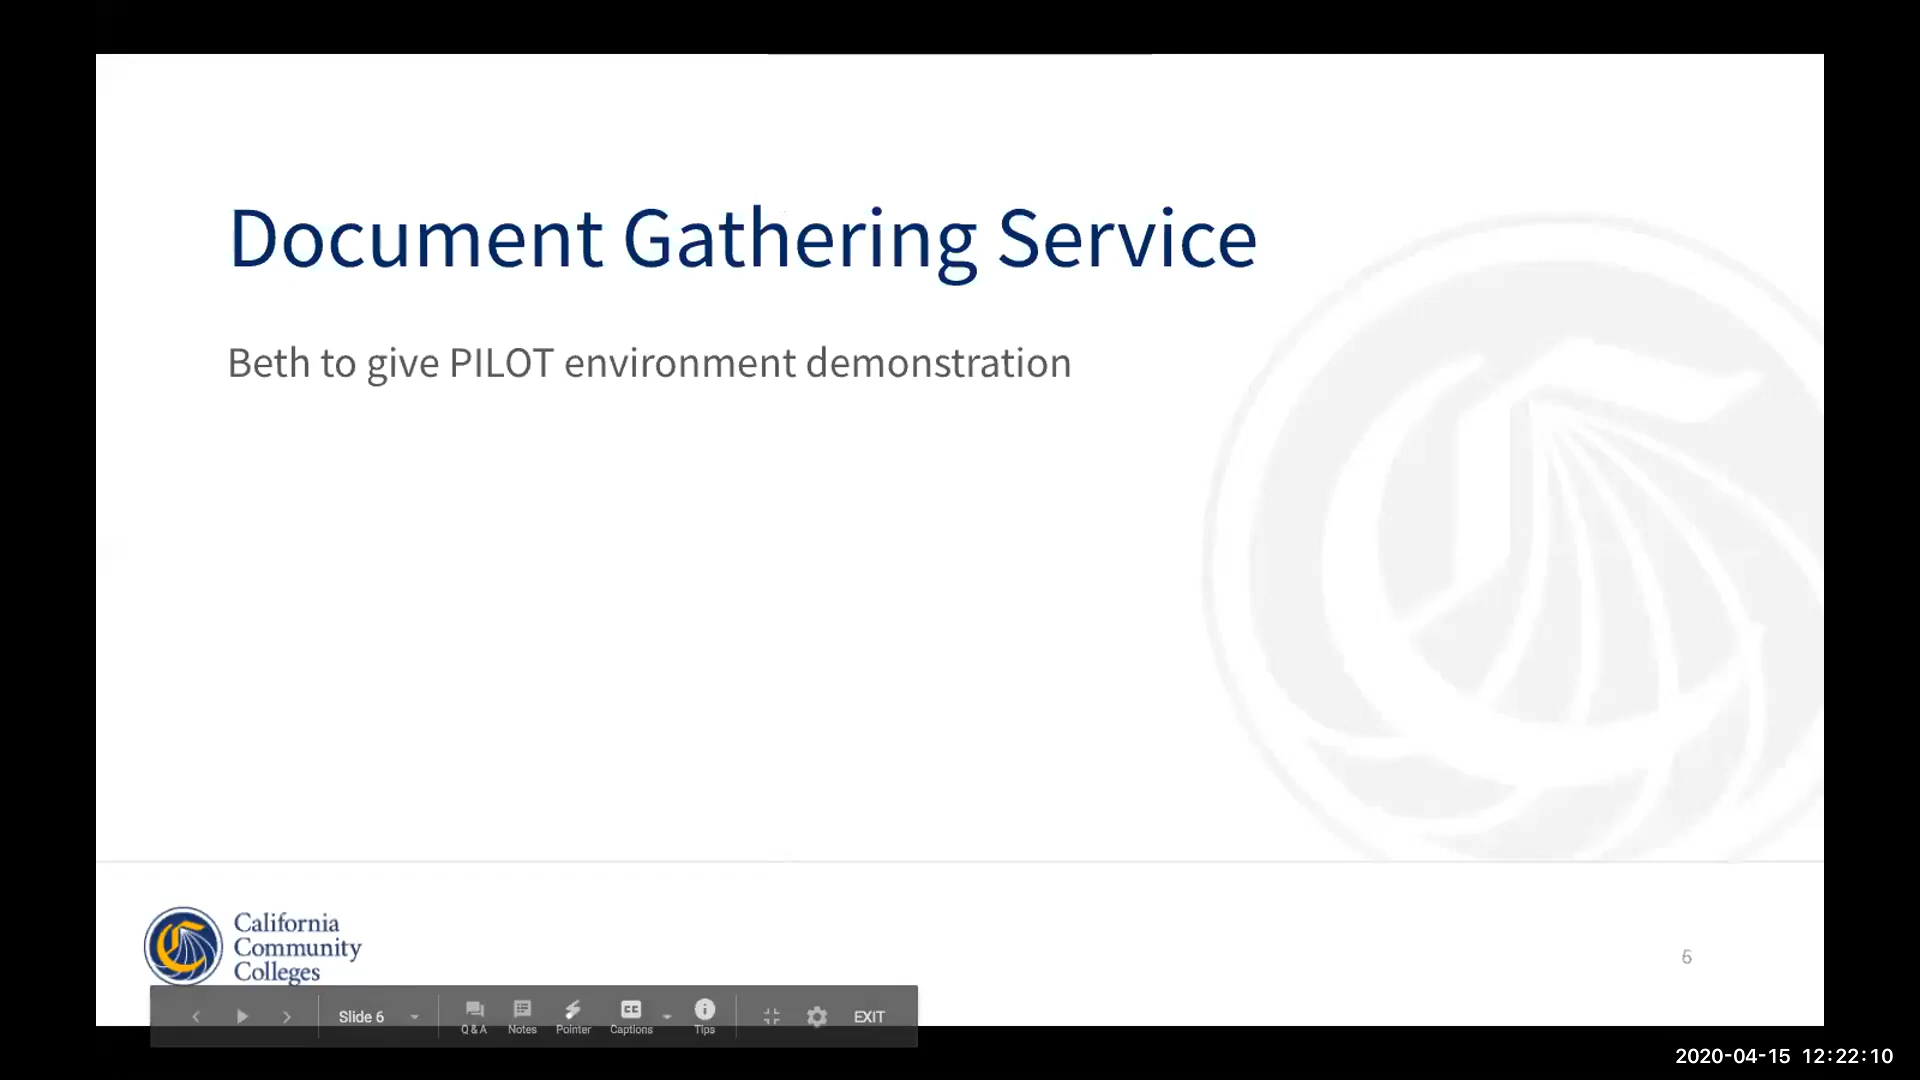 Document Gathering Service
Beth to give PILOT environment demonstration
California
Community
Colleges
6
Slide 6
Q & A
Notes
Pointer
Captions
Tips
EXIT
2020-04-15 12:22:10